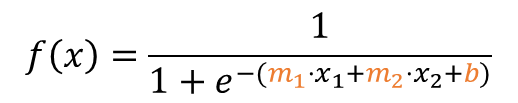 f(x) = 1 / (1 + e^−(m₁·x₁+m₂·x₂+b))